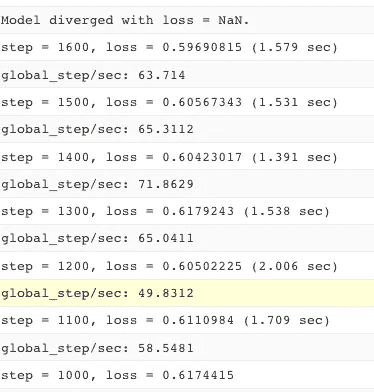 Model diverged with loss = NaN.
step = 1600, loss = 0.59690815 (1.579 sec)
global_step/sec: 63.714
step = 1500, loss = 0.60567343 (1.531 sec)
global_step/sec: 65.3112
step = 1400, loss = 0.60423017 (1.391 sec)
global_step/sec: 71.8629
step = 1300, loss = 0.6179243 (1.538 sec)
global_step/sec: 65.0411
step = 1200, loss = 0.60502225 (2.006 sec)
global_step/sec: 49.8312
step = 1100, loss = 0.6110984 (1.709 sec)
global_step/sec: 58.5481
step = 1000, loss = 0.6174415